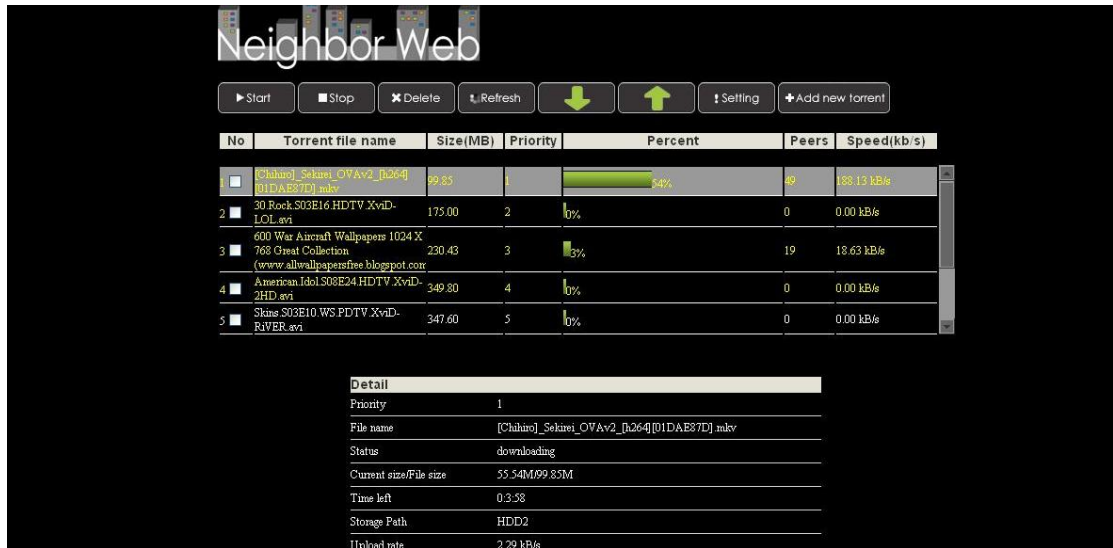 Neighbor Web
Start Stop Delete Refresh Setting Add new torrent
No Torrent file name Size(MB) Priority Percent Peers Speed(kb/s)
1 [Chihiro]_Sekirei_OVAv2_[h264] 99.85 1 54% 49 188.13 kB/s
[01DAE87D].mkv
2 30.Rock.S03E16.HDTV.XviD- 175.00 2 0% 0 0.00 kB/s
LOL.avi
600 War Aircraft Wallpapers 1024 X
3 768 Great Collection 230.43 3 3% 19 18.63 kB/s
(www.allwallpapersfree.blogspot.com
4 American.Idol.S08E24.HDTV.XviD- 349.80 4 0% 0 0.00 kB/s
2HD.avi
5 Skins.S03E10.WS.PDTV.XviD- 347.60 5 0% 0 0.00 kB/s
RiVER.avi
Detail
Priority 1
File name [Chihiro]_Sekirei_OVAv2_[h264][01DAE87D].mkv
Status downloading
Current size/File size 55.54M/99.85M
Time left 0:3:58
Storage Path HDD2
Upload rate 2.29 kB/s